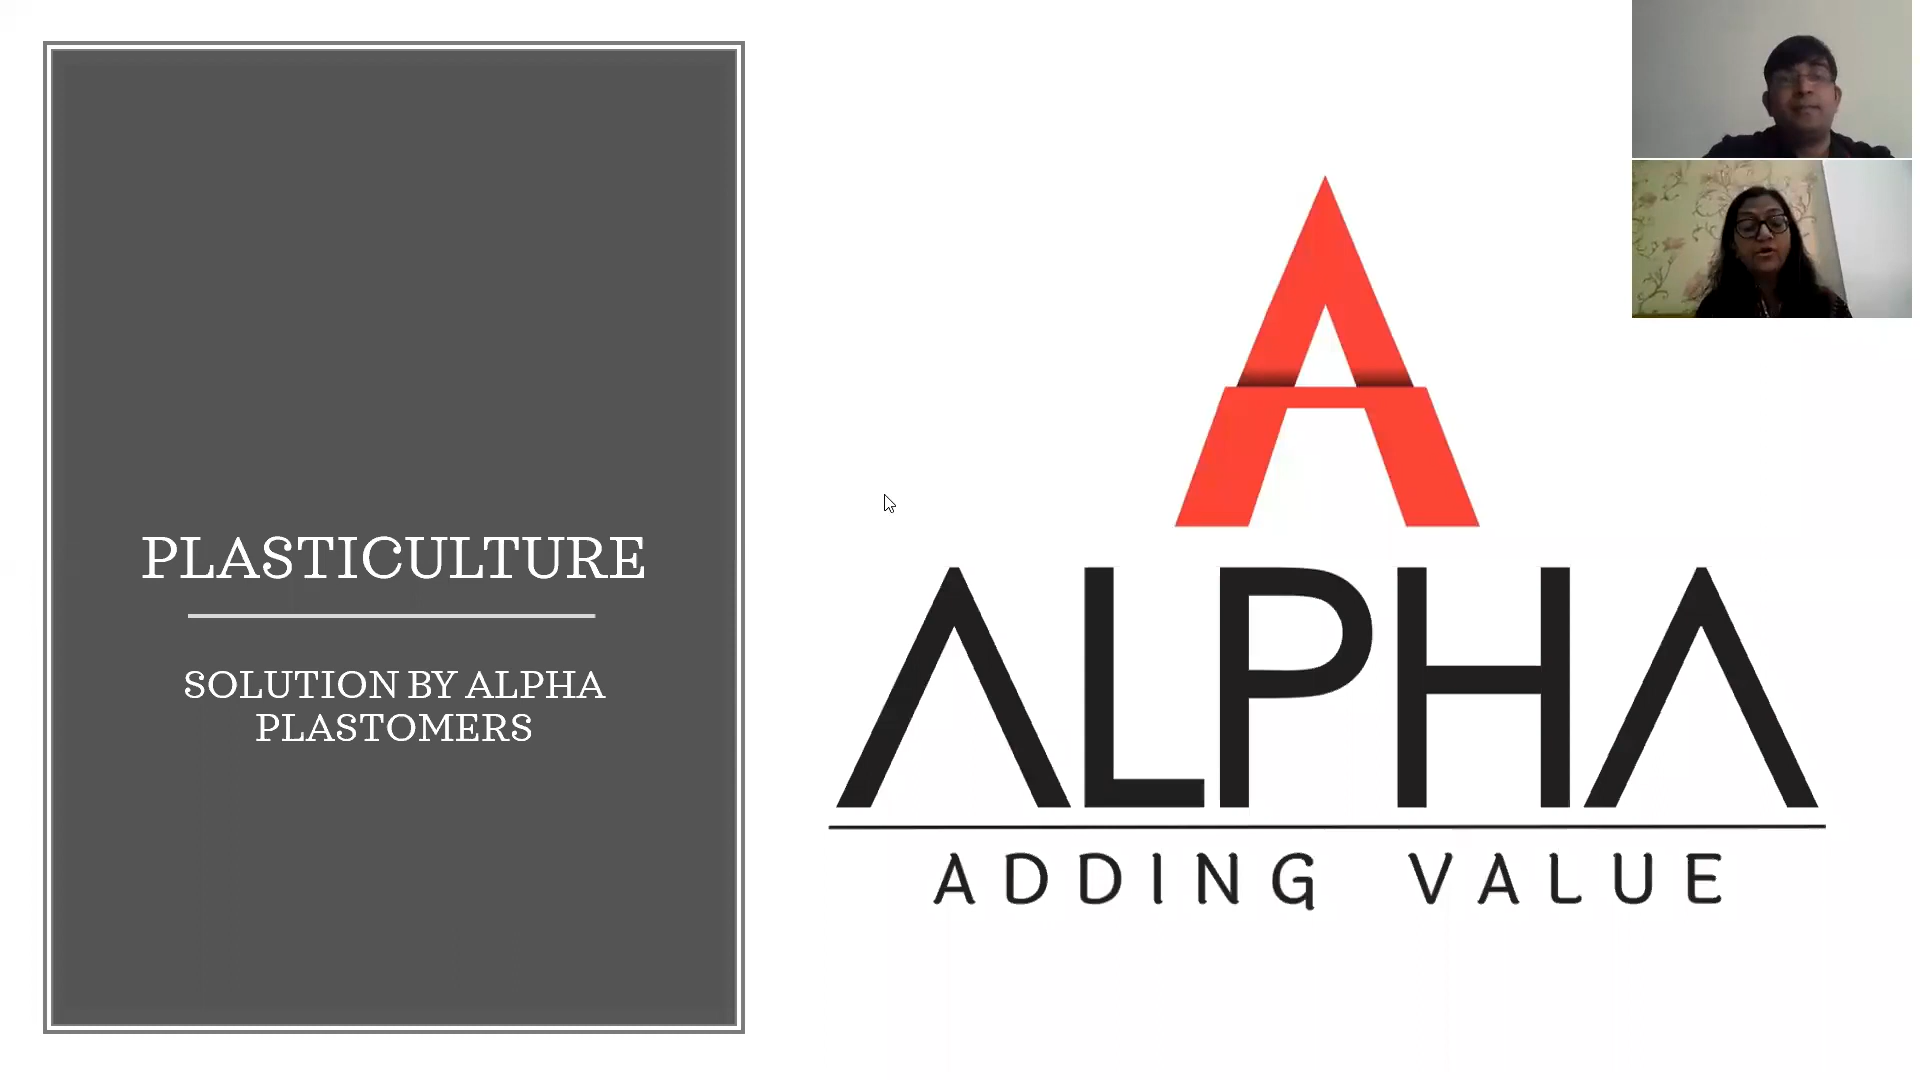 PLASTICULTURE
SOLUTION BY ALPHA
PLASTOMERS
ALPHA
ADDING VALUE